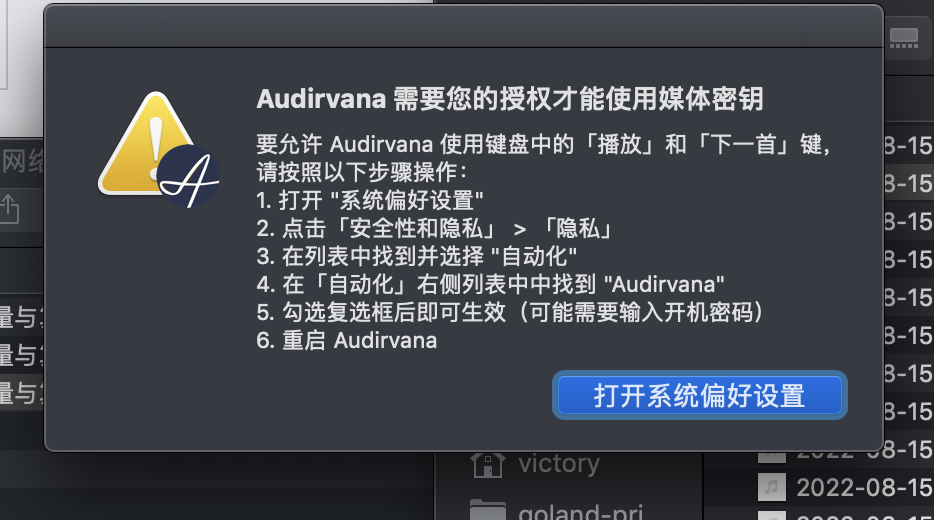 Audirvana 需要您的授权才能使用媒体密钥
要允许 Audirvana 使用键盘中的「播放」和「下一首」键，
请按照以下步骤操作：
1. 打开 "系统偏好设置"
2. 点击「安全性和隐私」 > 「隐私」
3. 在列表中找到并选择 "自动化"
4. 在「自动化」右侧列表中中找到 "Audirvana"
5. 勾选复选框后即可生效（可能需要输入开机密码）
6. 重启 Audirvana
打开系统偏好设置
网络
量与
量与
量与
8-15
8-15
8-15
8-15
8-15
8-15
8-15
8-15
2022-08-15
victory
2022-08-15
goland-pri